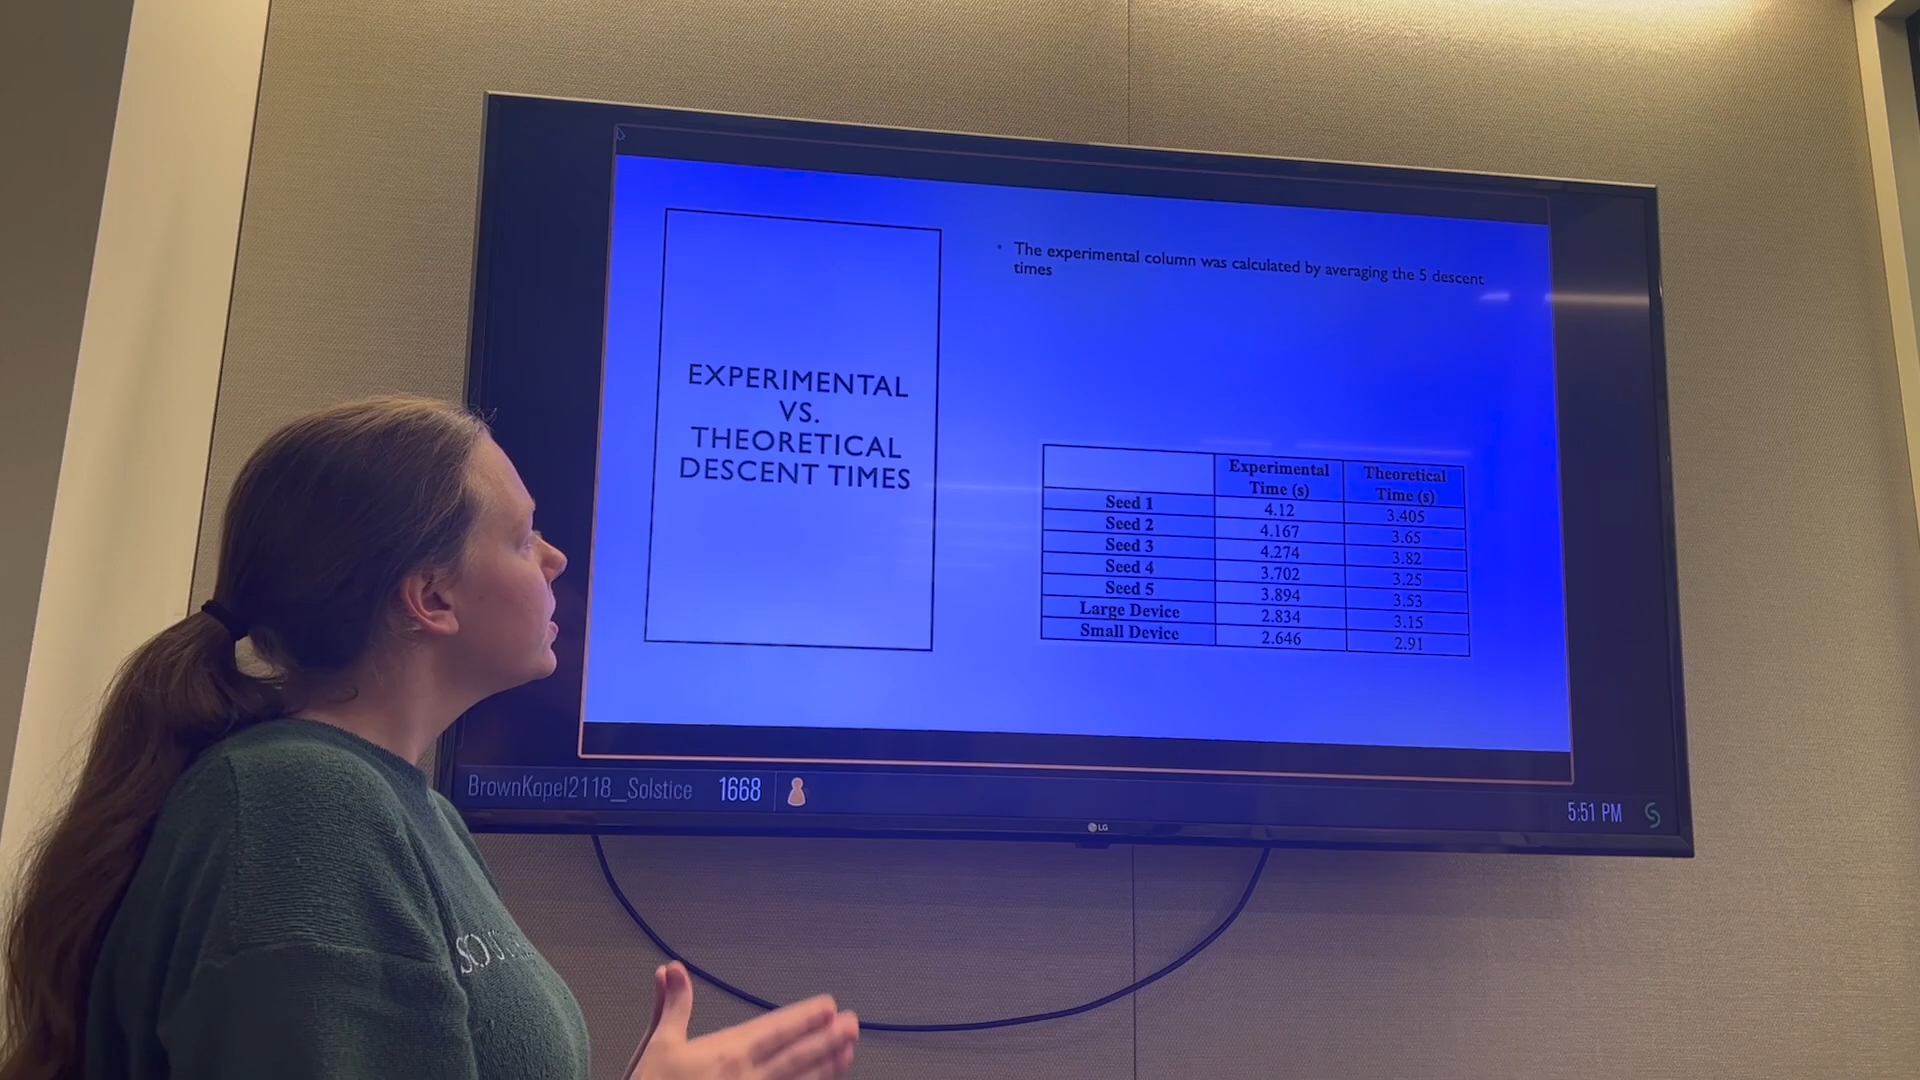 EXPERIMENTAL
VS.
THEORETICAL
DESCENT TIMES
• The experimental column was calculated by averaging the 5 descent
times
Experimental Time (s) Theoretical Time (s)
Seed 1 4.12 3.405
Seed 2 4.167 3.65
Seed 3 4.274 3.82
Seed 4 3.702 3.25
Seed 5 3.894 3.53
Large Device 2.834 3.15
Small Device 2.646 2.91
BrownKopel2118_Solstice 1668
5:51 PM
LG